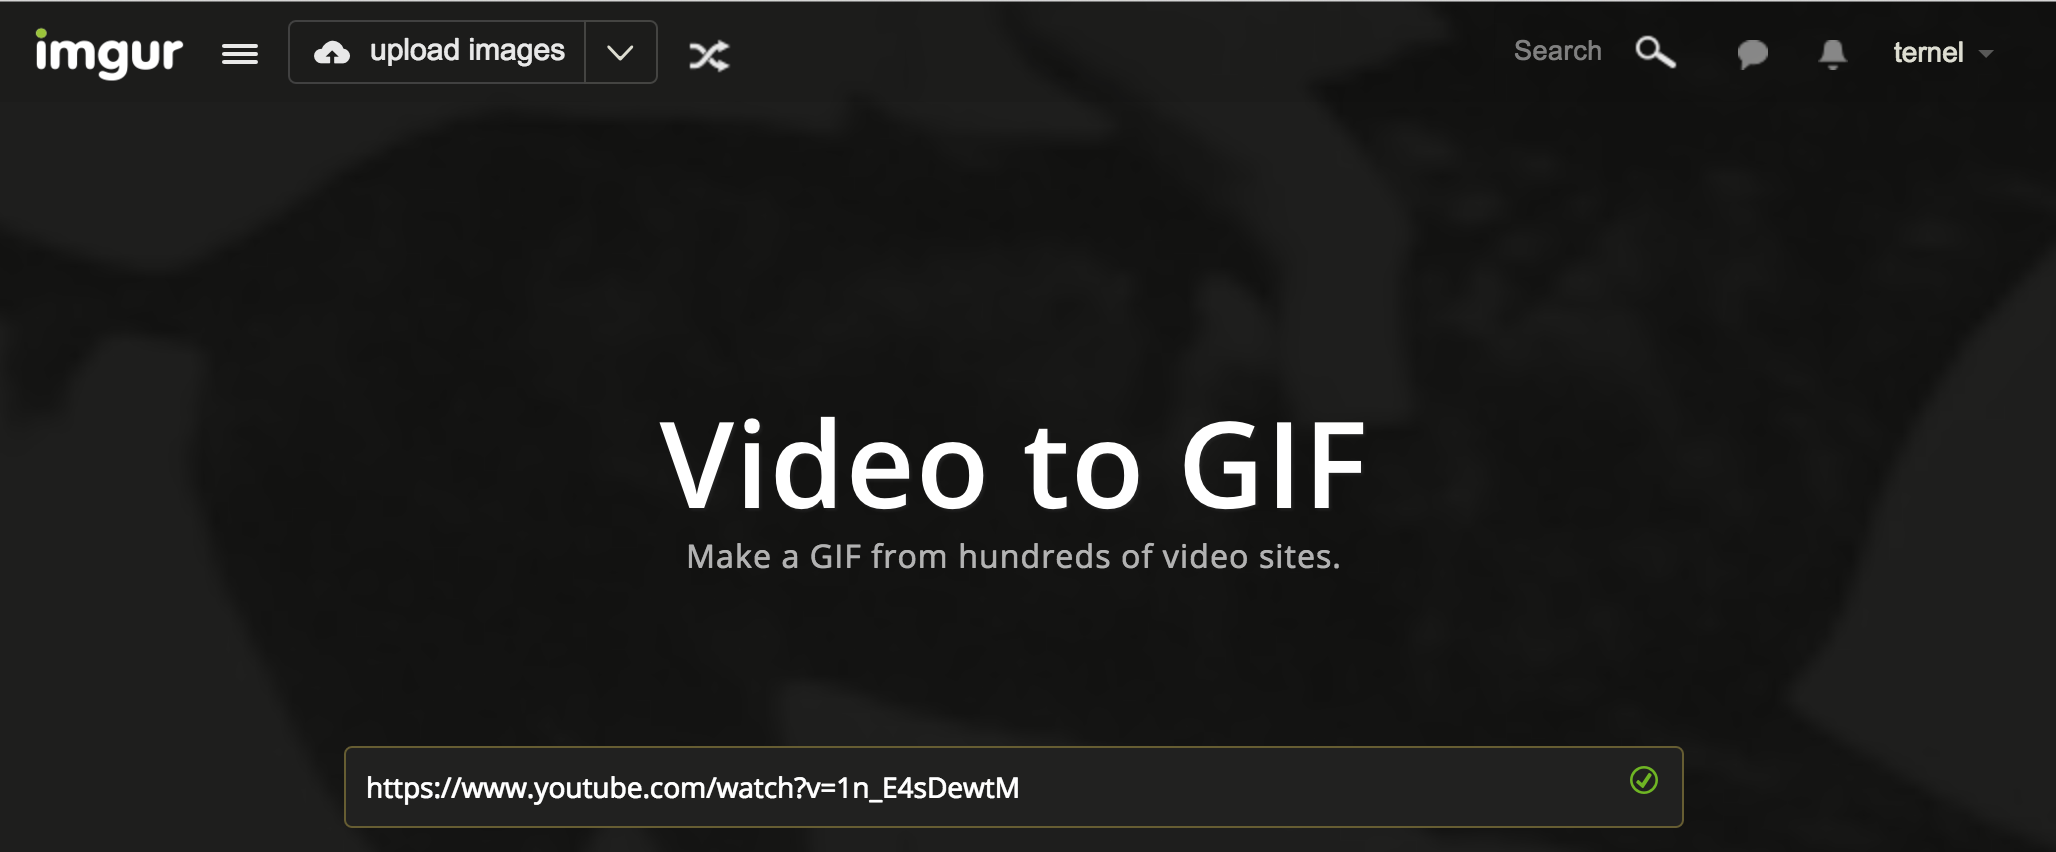 imgur
upload images
Search
ternel
Video to GIF
Make a GIF from hundreds of video sites.
https://www.youtube.com/watch?v=1n_E4sDewtM